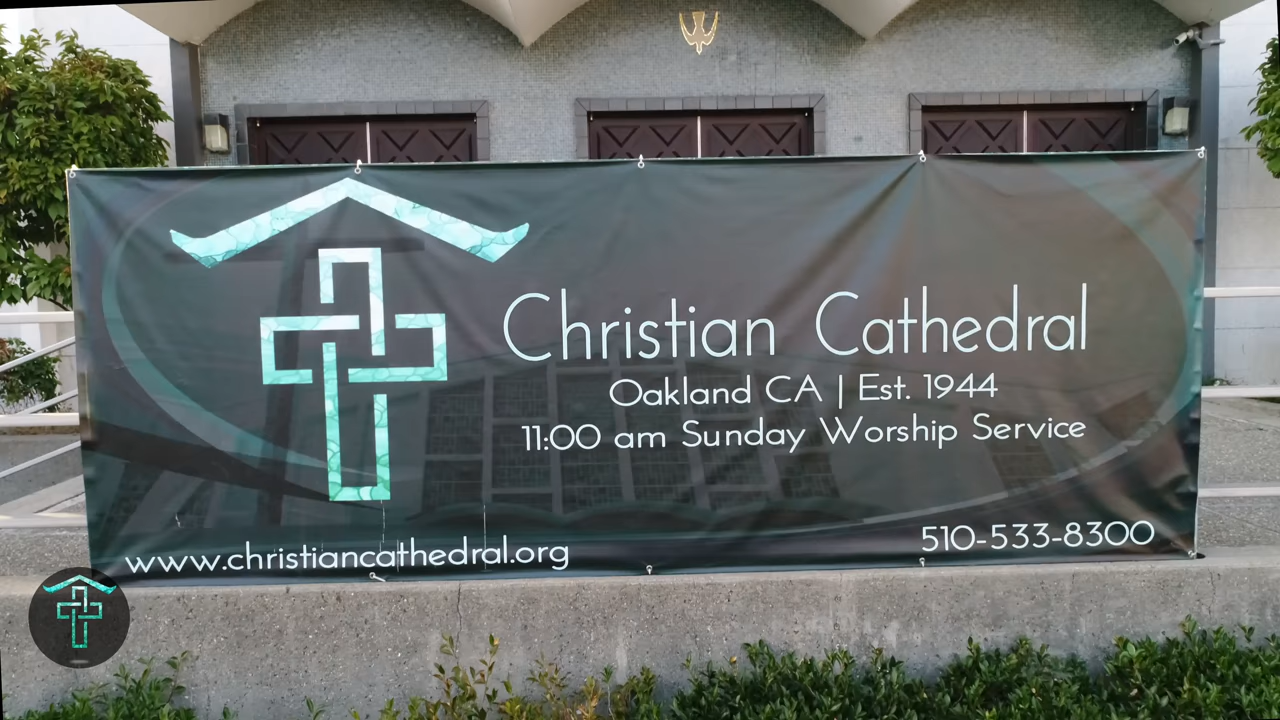 Christian Cathedral
Oakland CA | Est. 1944
11:00 am Sunday Worship Service
www.christiancathedral.org
510-533-8300